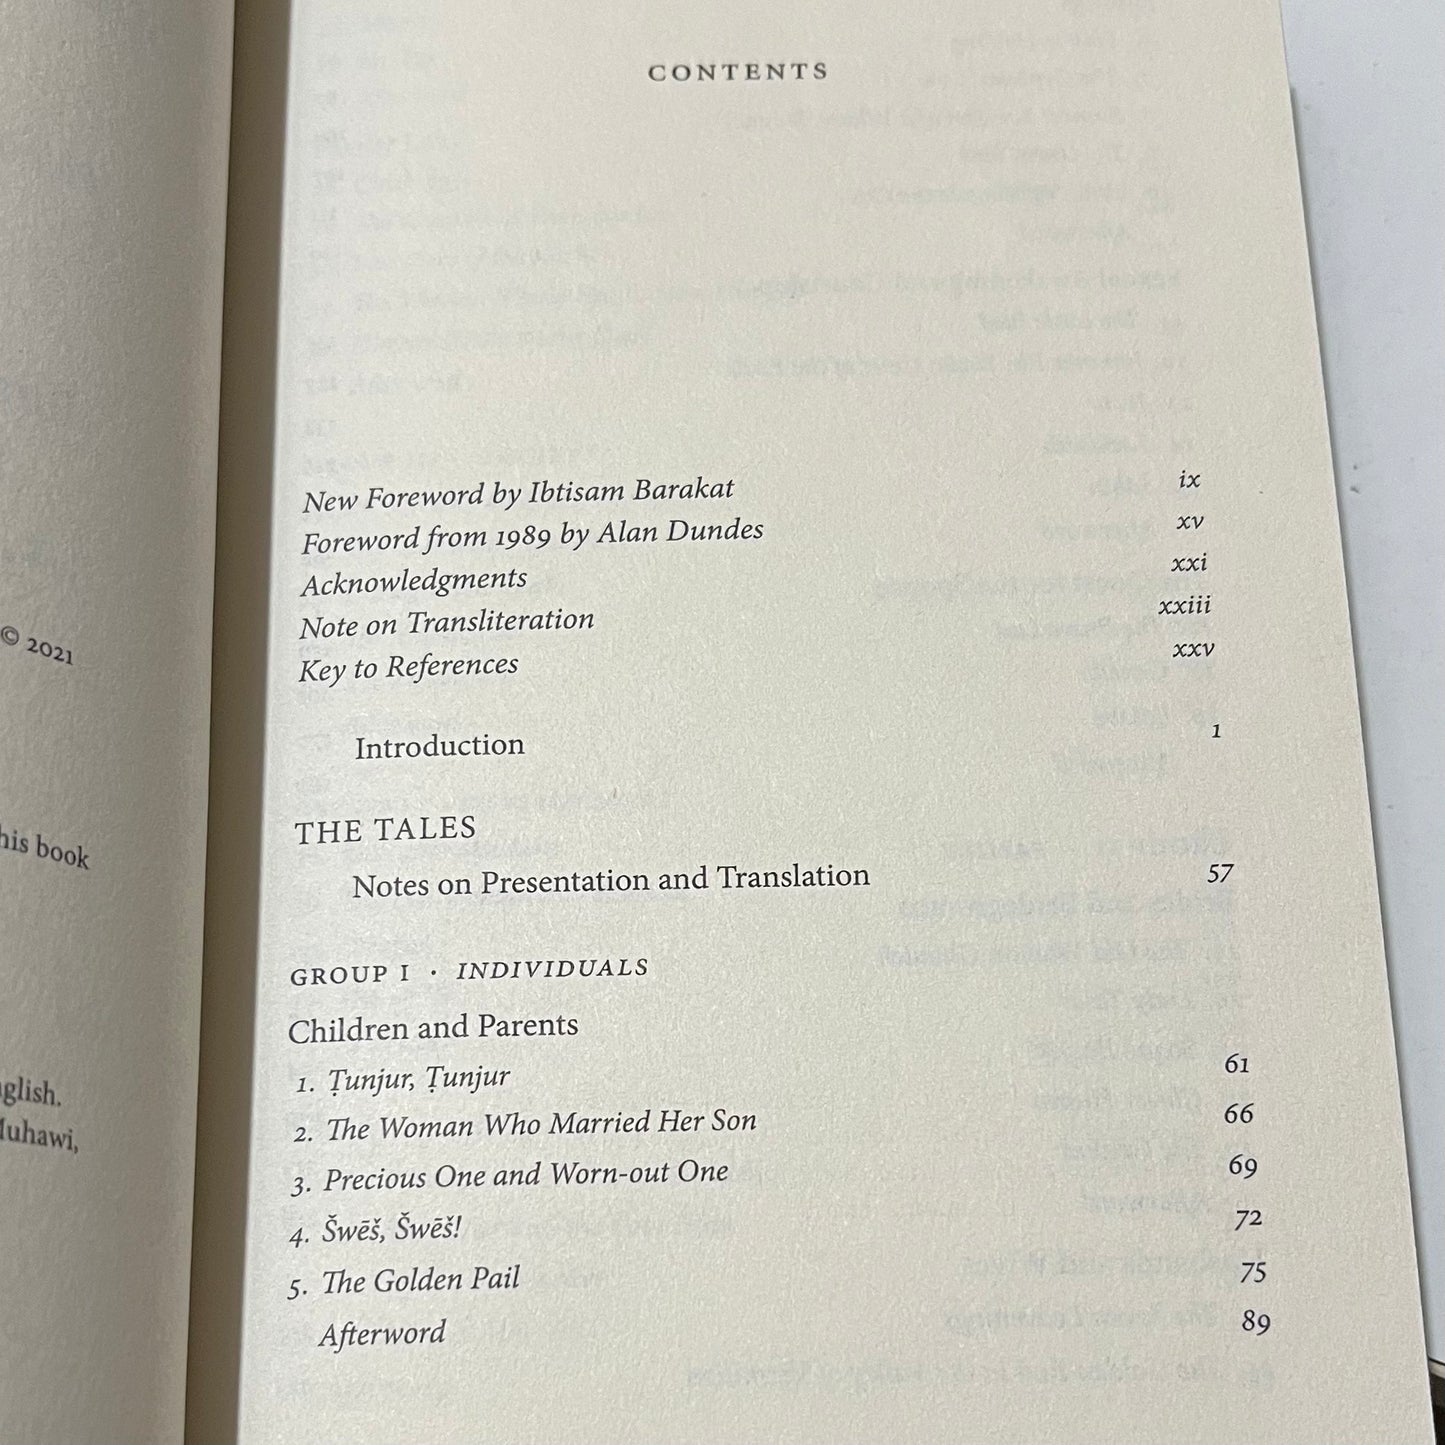 © 2021
his book
glish.
Muhawi,
CONTENTS
New Foreword by Ibtisam Barakat ix
Foreword from 1989 by Alan Dundes xv
Acknowledgments xxi
Note on Transliteration xxiii
Key to References xxv
Introduction 1
THE TALES
Notes on Presentation and Translation 57
GROUP I · INDIVIDUALS
Children and Parents
1. Ṭunjur, Ṭunjur 61
2. The Woman Who Married Her Son 66
3. Precious One and Worn-out One 69
4. Šwēš, Šwēš! 72
5. The Golden Pail 75
Afterword 89